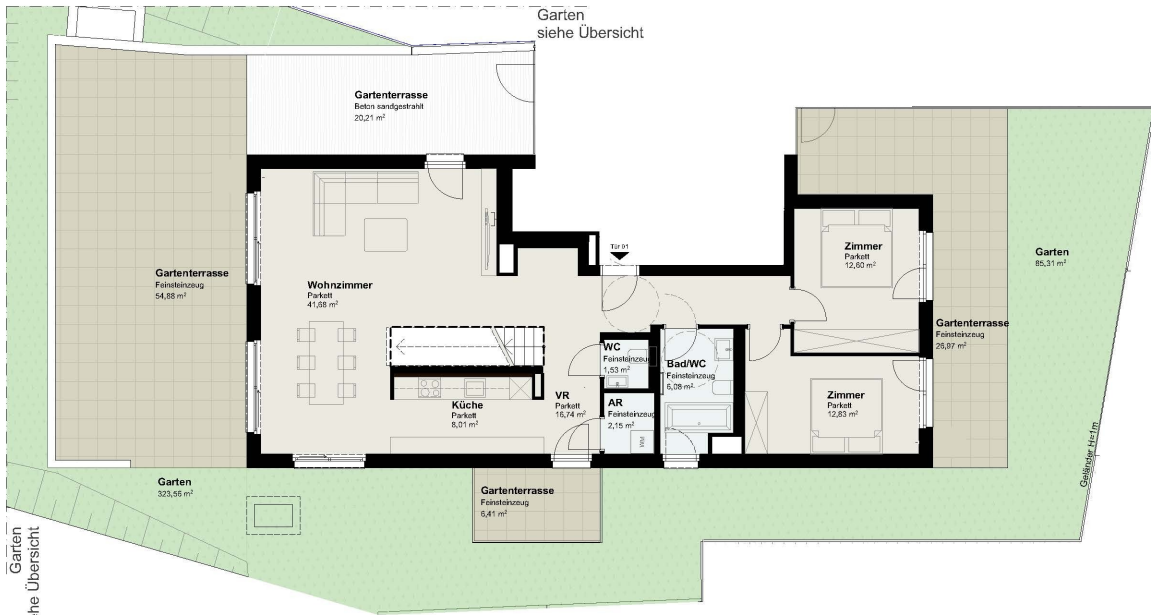 Garten
siehe Übersicht
Gartenterrasse
Beton sandgestrahlt
20,21 m²
Gartenterrasse
Feinsteinzeug
54,88 m²
Wohnzimmer
Parkett
41,68 m²
Tür 01
Zimmer
Parkett
12,60 m²
Garten
85,31 m²
Gartenterrasse
Feinsteinzeug
26,97 m²
WC
Feinsteinzeug
1,53 m²
Bad/WC
Feinsteinzeug
6,08 m²
Küche
Parkett
8,01 m²
VR
Parkett
16,74 m²
AR
Feinsteinzeug
2,15 m²
WM
Zimmer
Parkett
12,83 m²
Geländer H=1m
Garten
323,56 m²
Gartenterrasse
Feinsteinzeug
6,41 m²
Garten
ehe Übersicht